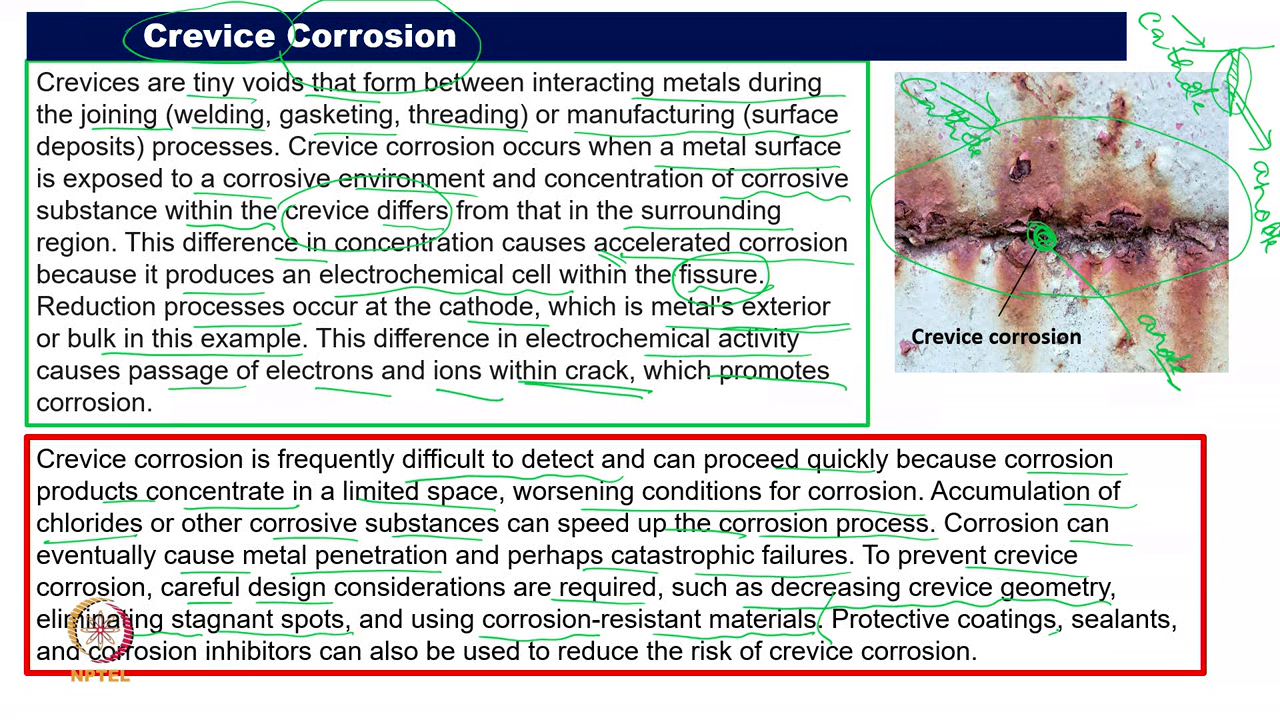 Crevice Corrosion
Crevices are tiny voids that form between interacting metals during
the joining (welding, gasketing, threading) or manufacturing (surface
deposits) processes. Crevice corrosion occurs when a metal surface
is exposed to a corrosive environment and concentration of corrosive
substance within the crevice differs from that in the surrounding
region. This difference in concentration causes accelerated corrosion
because it produces an electrochemical cell within the fissure.
Reduction processes occur at the cathode, which is metal's exterior
or bulk in this example. This difference in electrochemical activity
causes passage of electrons and ions within crack, which promotes
corrosion.
Cathode
anode
Cathode
anode
Crevice corrosion
Crevice corrosion is frequently difficult to detect and can proceed quickly because corrosion
products concentrate in a limited space, worsening conditions for corrosion. Accumulation of
chlorides or other corrosive substances can speed up the corrosion process. Corrosion can
eventually cause metal penetration and perhaps catastrophic failures. To prevent crevice
corrosion, careful design considerations are required, such as decreasing crevice geometry,
eliminating stagnant spots, and using corrosion-resistant materials. Protective coatings, sealants,
and corrosion inhibitors can also be used to reduce the risk of crevice corrosion.
NPTEL